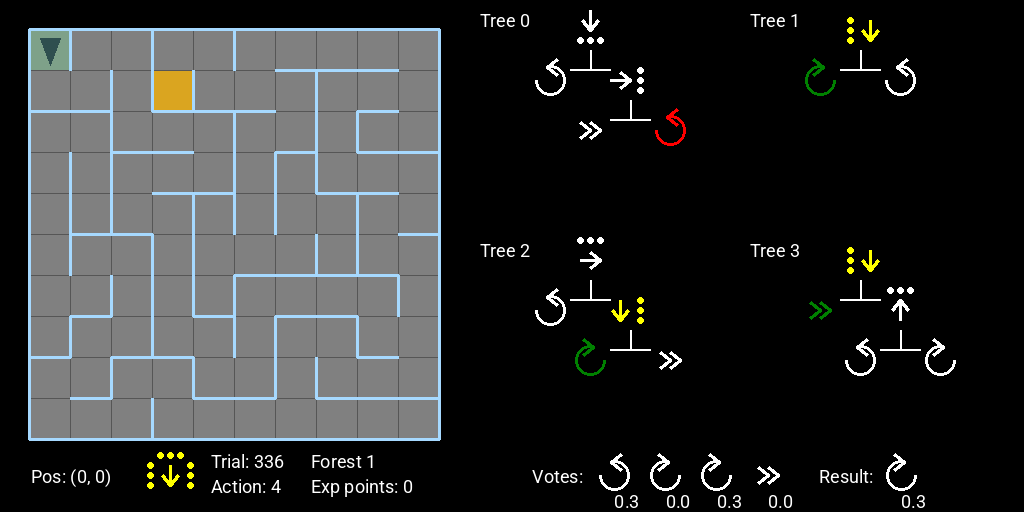 Tree 0
Tree 1
Tree 2
Tree 3
Pos: (0, 0)
Trial: 336
Forest 1
Action: 4
Exp points: 0
Votes:
0.3
0.0
0.3
0.0
Result:
0.3